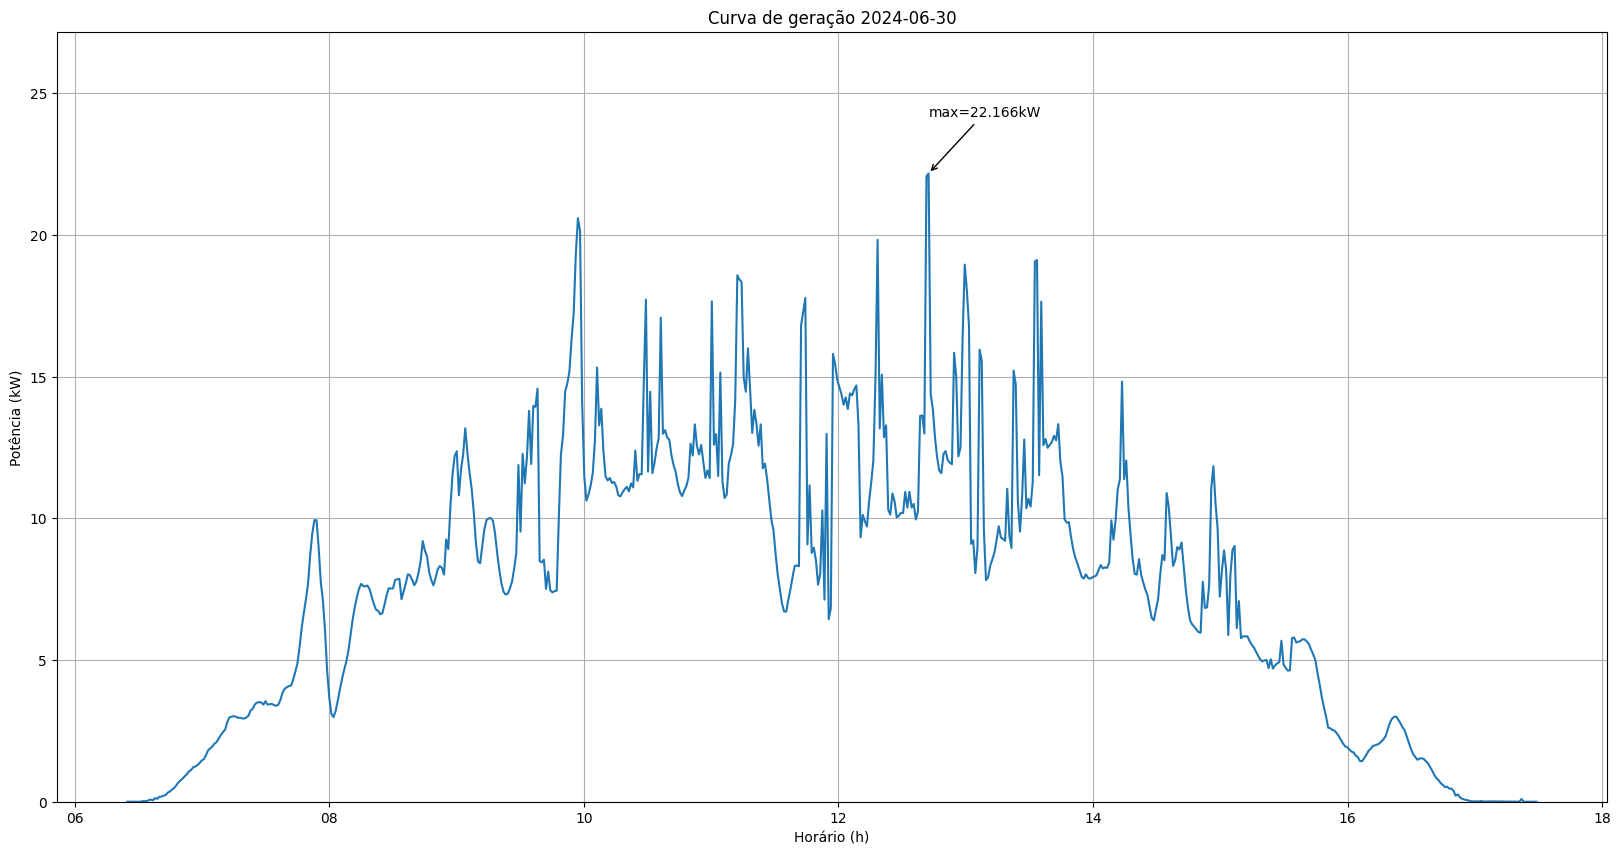 Curva de geração 2024-06-30
25
max=22.166kW
20
15
Potência (kW)
10
5
0
06 08 10 12 14 16 18
Horário (h)